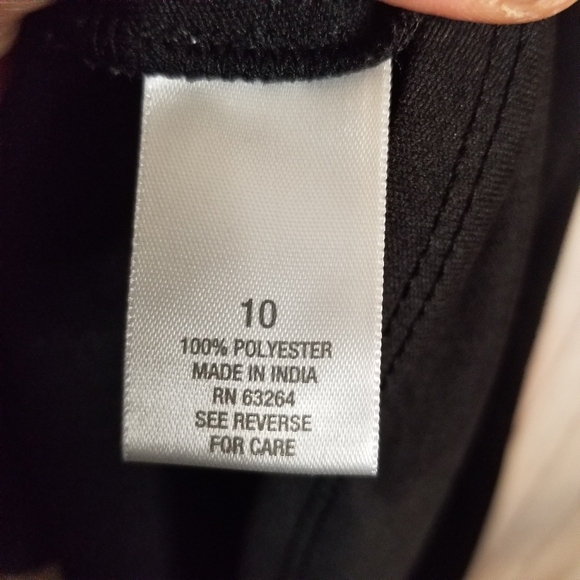 10
100% POLYESTER
MADE IN INDIA
RN 63264
SEE REVERSE
FOR CARE